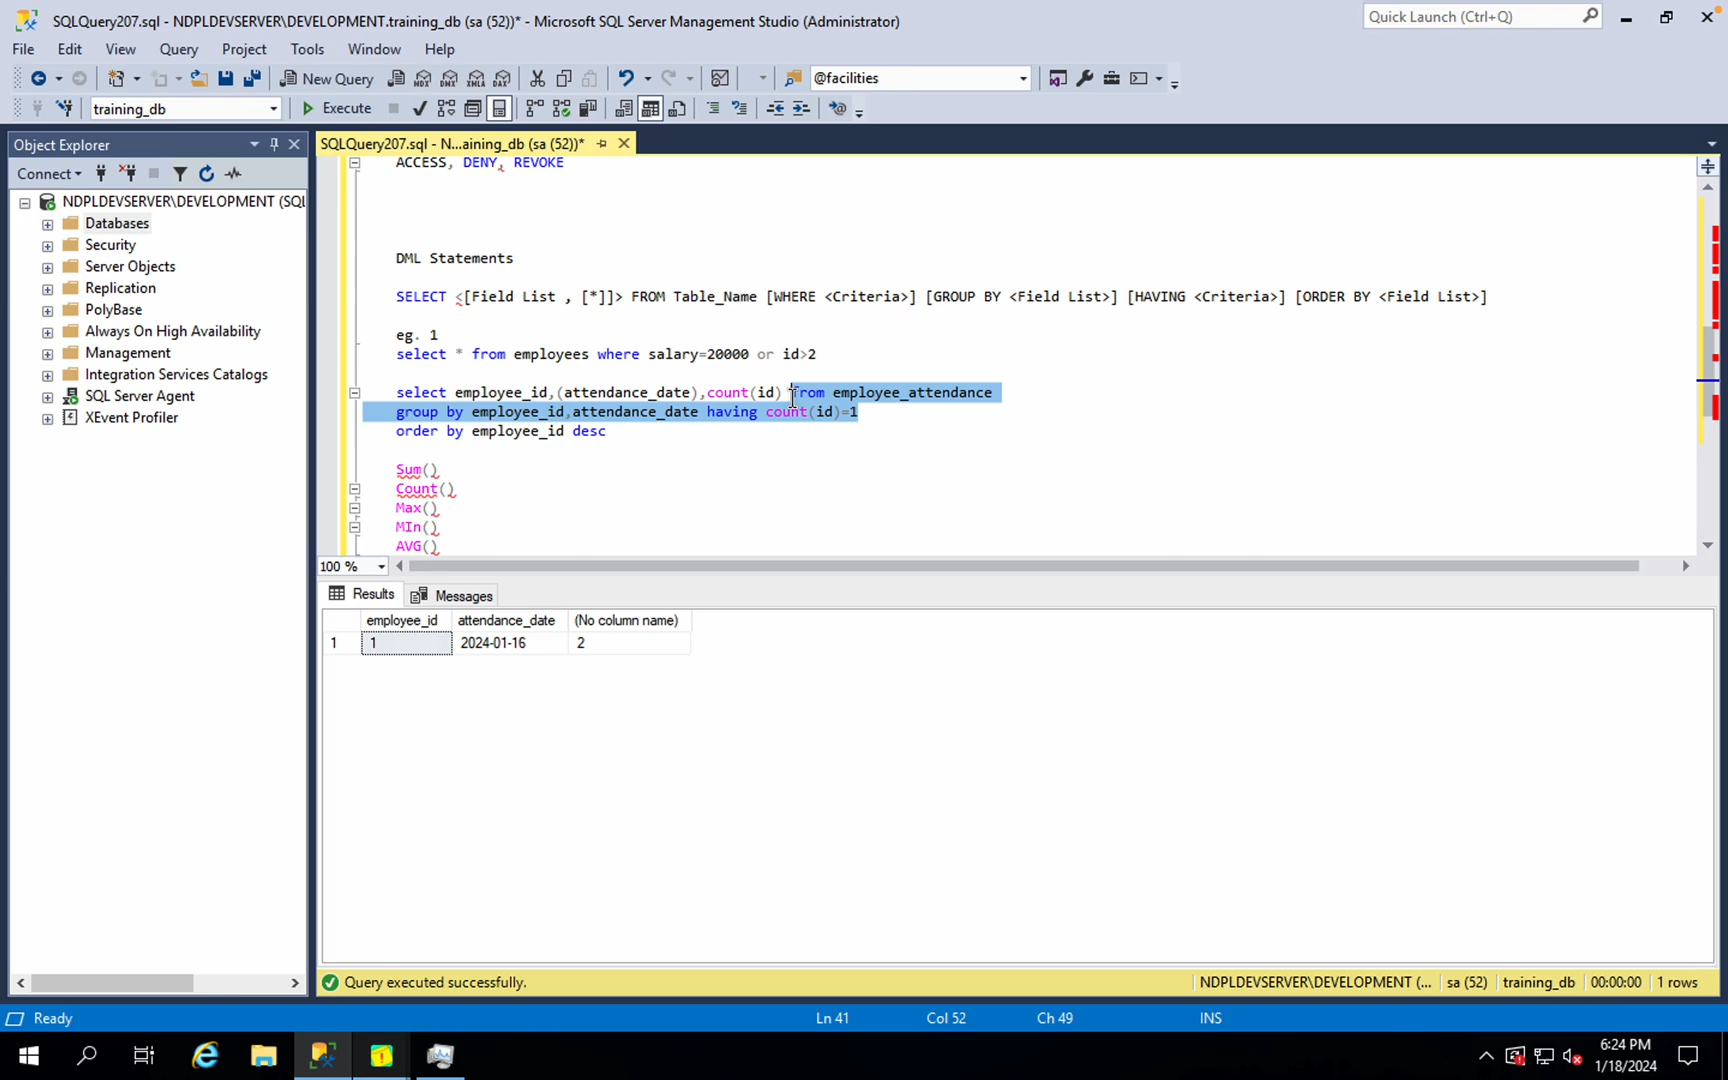 SQLQuery207.sql - NDPLDEVSERVER\DEVELOPMENT.training_db (sa (52))* - Microsoft SQL Server Management Studio (Administrator)
Quick Launch (Ctrl+Q)
File Edit View Query Project Tools Window Help
New Query
MDX DMX XMLA DAX
@facilities
training_db
Execute
Object Explorer
SQLQuery207.sql - N...aining_db (sa (52))*
Connect
NDPLDEVSERVER\DEVELOPMENT (SQL
Databases
Security
Server Objects
Replication
PolyBase
Always On High Availability
Management
Integration Services Catalogs
SQL Server Agent
XEvent Profiler
ACCESS, DENY, REVOKE
DML Statements
SELECT <[Field List , [*]]> FROM Table_Name [WHERE <Criteria>] [GROUP BY <Field List>] [HAVING <Criteria>] [ORDER BY <Field List>]
eg. 1
select * from employees where salary=20000 or id>2
select employee_id,(attendance_date),count(id) from employee_attendance
group by employee_id,attendance_date having count(id)=1
order by employee_id desc
Sum()
Count()
Max()
MIn()
AVG()
100 %
Results Messages
employee_id attendance_date (No column name)
1 1 2024-01-16 2
Query executed successfully.
NDPLDEVSERVER\DEVELOPMENT (... sa (52) training_db 00:00:00 1 rows
Ready Ln 41 Col 52 Ch 49 INS
6:24 PM
1/18/2024